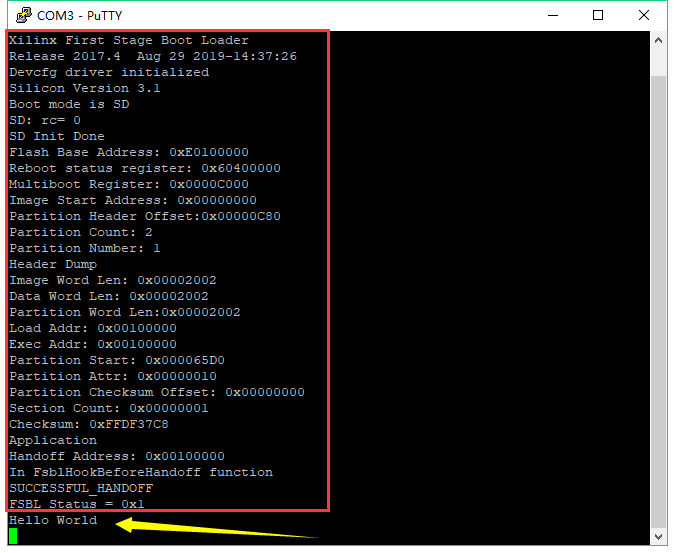 COM3 - PuTTY
Xilinx First Stage Boot Loader
Release 2017.4  Aug 29 2019-14:37:26
Devcfg driver initialized
Silicon Version 3.1
Boot mode is SD
SD: rc= 0
SD Init Done
Flash Base Address: 0xE0100000
Reboot status register: 0x60400000
Multiboot Register: 0x0000C000
Image Start Address: 0x00000000
Partition Header Offset:0x00000C80
Partition Count: 2
Partition Number: 1
Header Dump
Image Word Len: 0x00002002
Data Word Len: 0x00002002
Partition Word Len:0x00002002
Load Addr: 0x00100000
Exec Addr: 0x00100000
Partition Start: 0x000065D0
Partition Attr: 0x00000010
Partition Checksum Offset: 0x00000000
Section Count: 0x00000001
Checksum: 0xFFDF37C8
Application
Handoff Address: 0x00100000
In FsblHookBeforeHandoff function
SUCCESSFUL_HANDOFF
FSBL Status = 0x1
Hello World